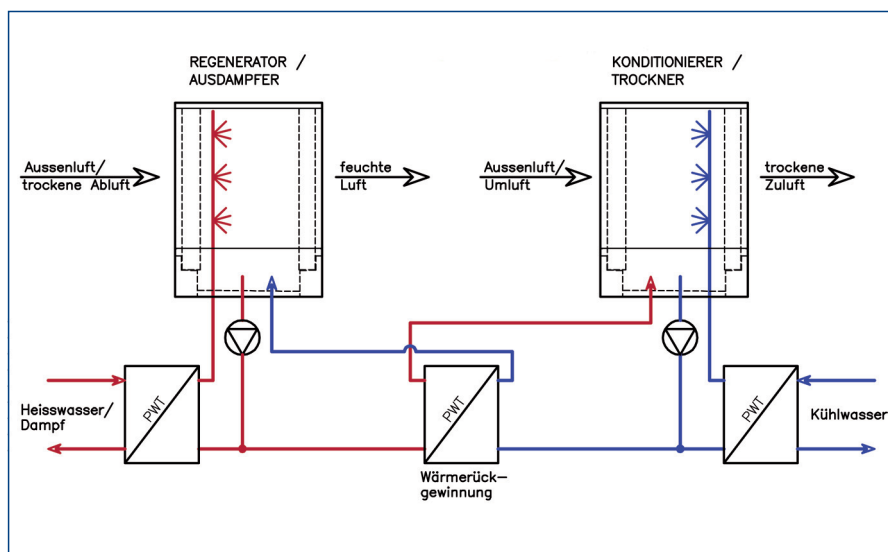 REGENERATOR /
AUSDAMPFER
KONDITIONIERER /
TROCKNER
Aussenluft/
trockene Abluft
feuchte
Luft
Aussenluft/
Umluft
trockene
Zuluft
Heisswasser/
Dampf
PWT
PWT
PWT
Kühlwasser
Wärmerück-
gewinnung